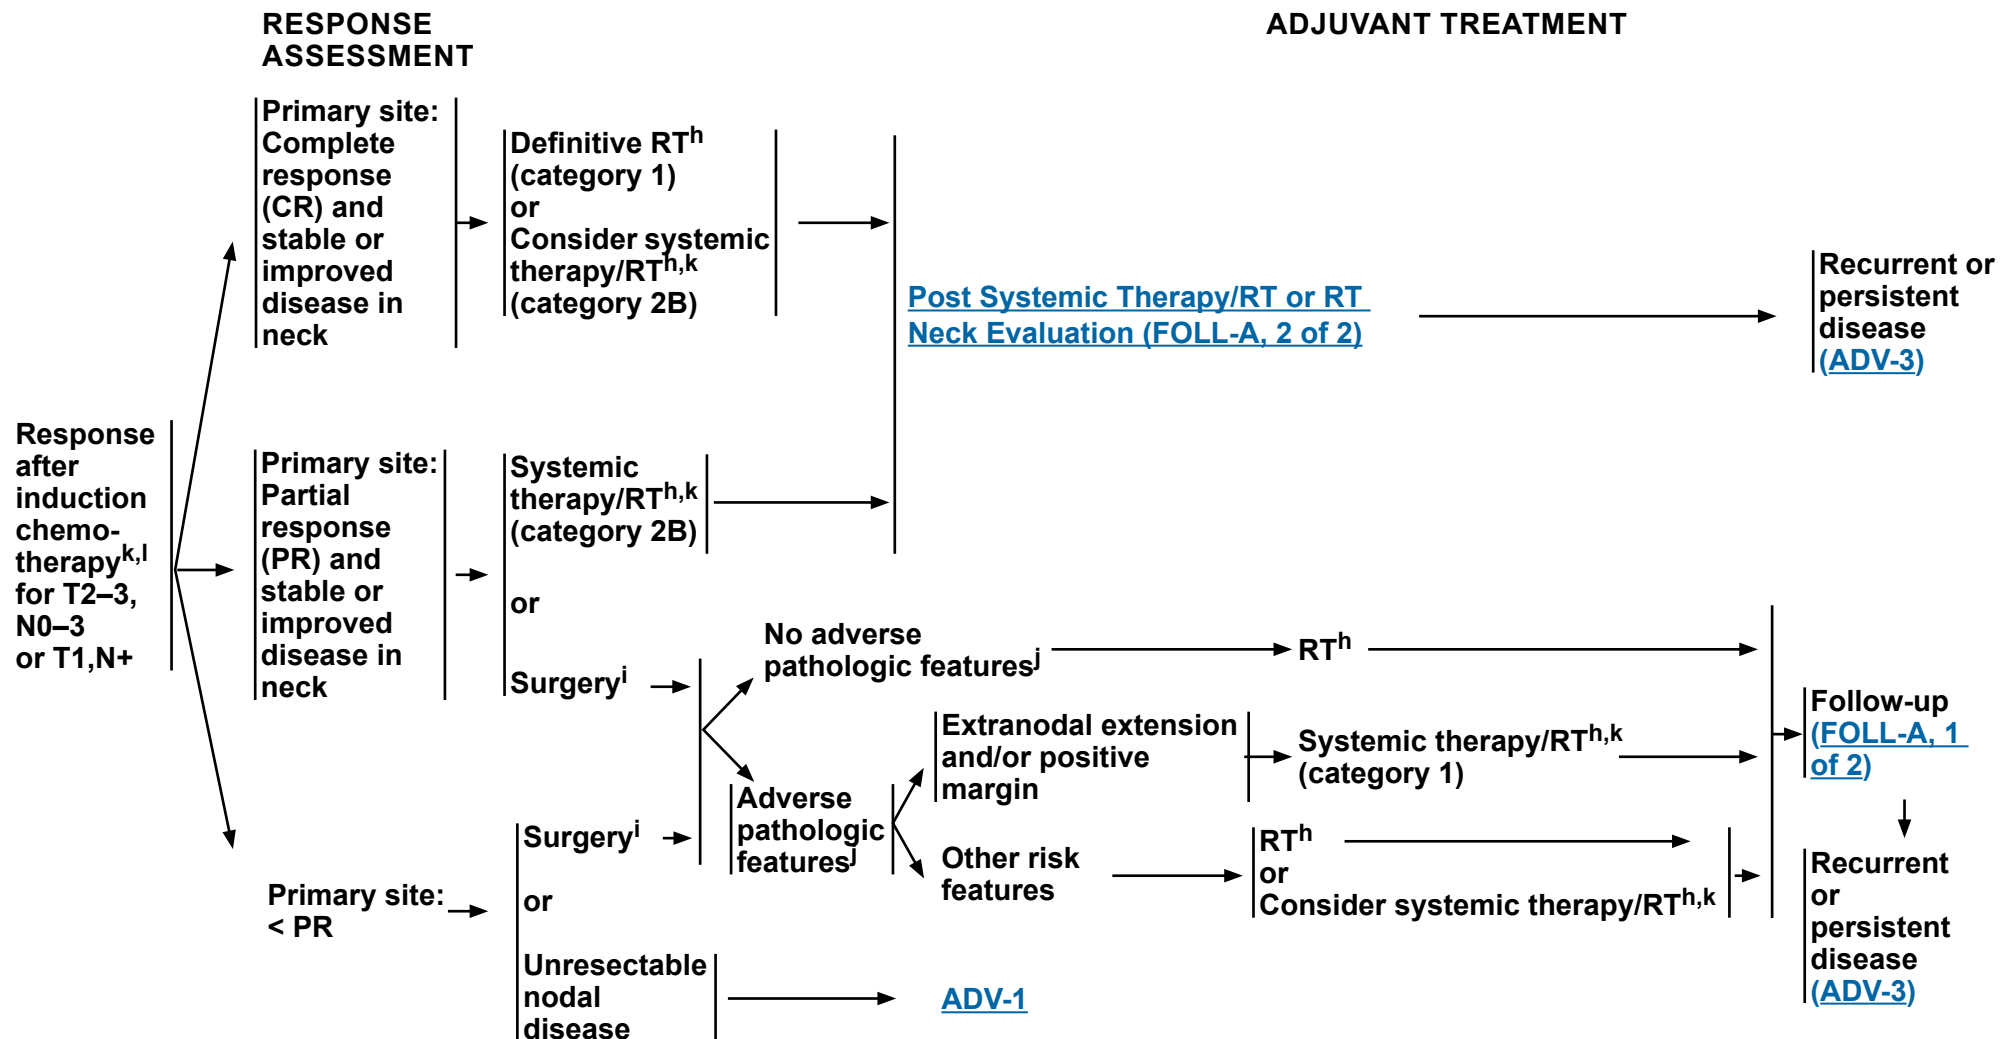 RESPONSE
ASSESSMENT
ADJUVANT TREATMENT
Response
after
induction
chemo-
therapyk,l
for T2–3,
N0–3
or T1,N+
Primary site:
Complete
response
(CR) and
stable or
improved
disease in
neck
Definitive RTh
(category 1)
or
Consider systemic
therapy/RTh,k
(category 2B)
Post Systemic Therapy/RT or RT
Neck Evaluation (FOLL-A, 2 of 2)
Recurrent or
persistent
disease
(ADV-3)
Primary site:
Partial
response
(PR) and
stable or
improved
disease in
neck
Systemic
therapy/RTh,k
(category 2B)
or
Surgeryi
No adverse
pathologic featuresj
RTh
Adverse
pathologic
featuresj
Extranodal extension
and/or positive
margin
Systemic therapy/RTh,k
(category 1)
Other risk
features
RTh
or
Consider systemic therapy/RTh,k
Follow-up
(FOLL-A, 1
of 2)
Recurrent
or
persistent
disease
(ADV-3)
Primary site:
< PR
Surgeryi
or
Unresectable
nodal
disease
ADV-1